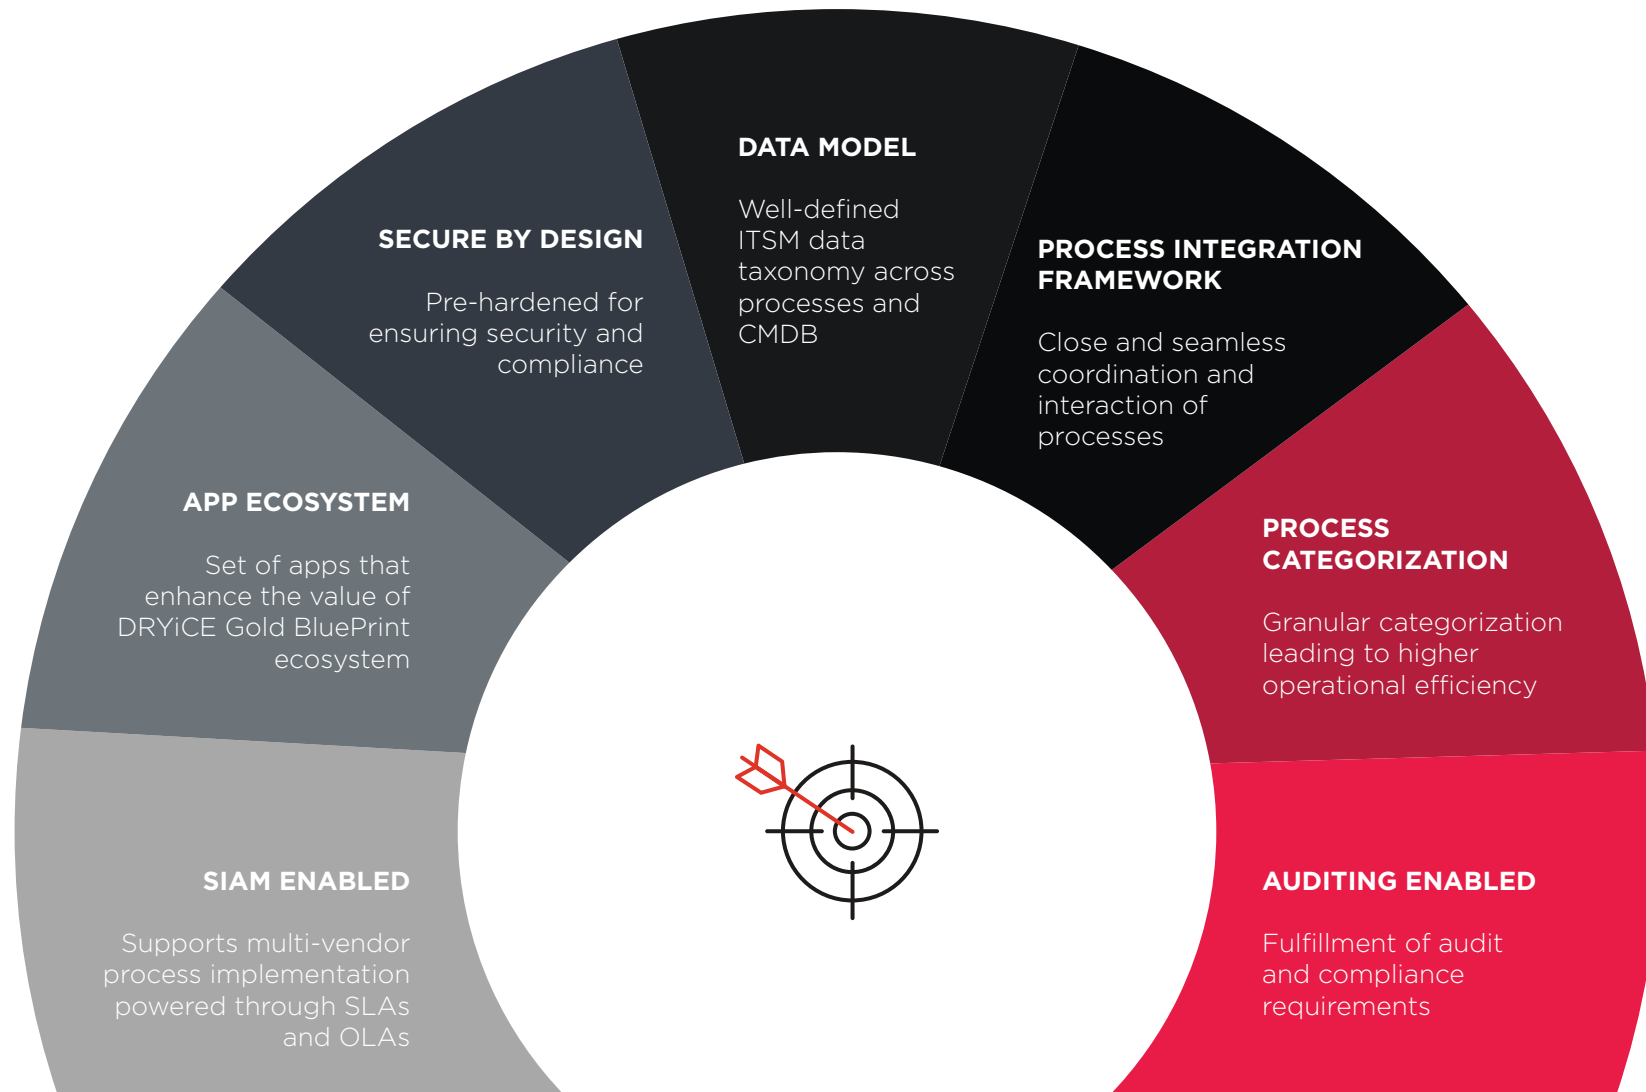 DATA MODEL
Well-defined
ITSM data
taxonomy across
processes and
CMDB
SECURE BY DESIGN
Pre-hardened for
ensuring security and
compliance
PROCESS INTEGRATION
FRAMEWORK
Close and seamless
coordination and
interaction of
processes
APP ECOSYSTEM
Set of apps that
enhance the value of
DRYiCE Gold BluePrint
ecosystem
PROCESS
CATEGORIZATION
Granular categorization
leading to higher
operational efficiency
SIAM ENABLED
Supports multi-vendor
process implementation
powered through SLAs
and OLAs
AUDITING ENABLED
Fulfillment of audit
and compliance
requirements